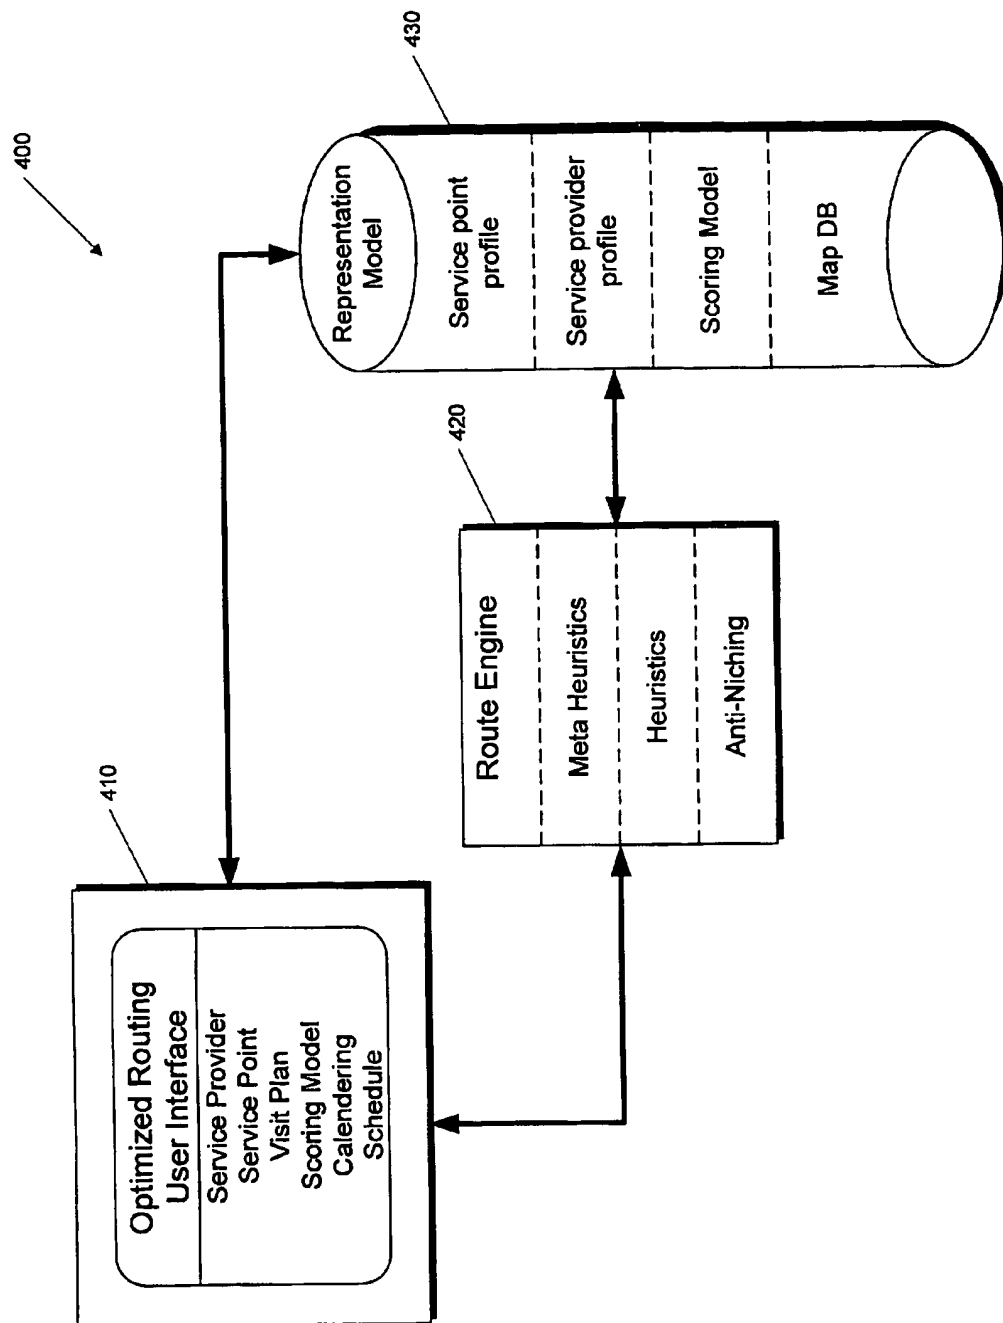 400
410
Optimized Routing
User Interface
Service Provider
Service Point
Visit Plan
Scoring Model
Calendering
Schedule
420
Route Engine
Meta Heuristics
Heuristics
Anti-Niching
430
Representation
Model
Service point
profile
Service provider
profile
Scoring Model
Map DB